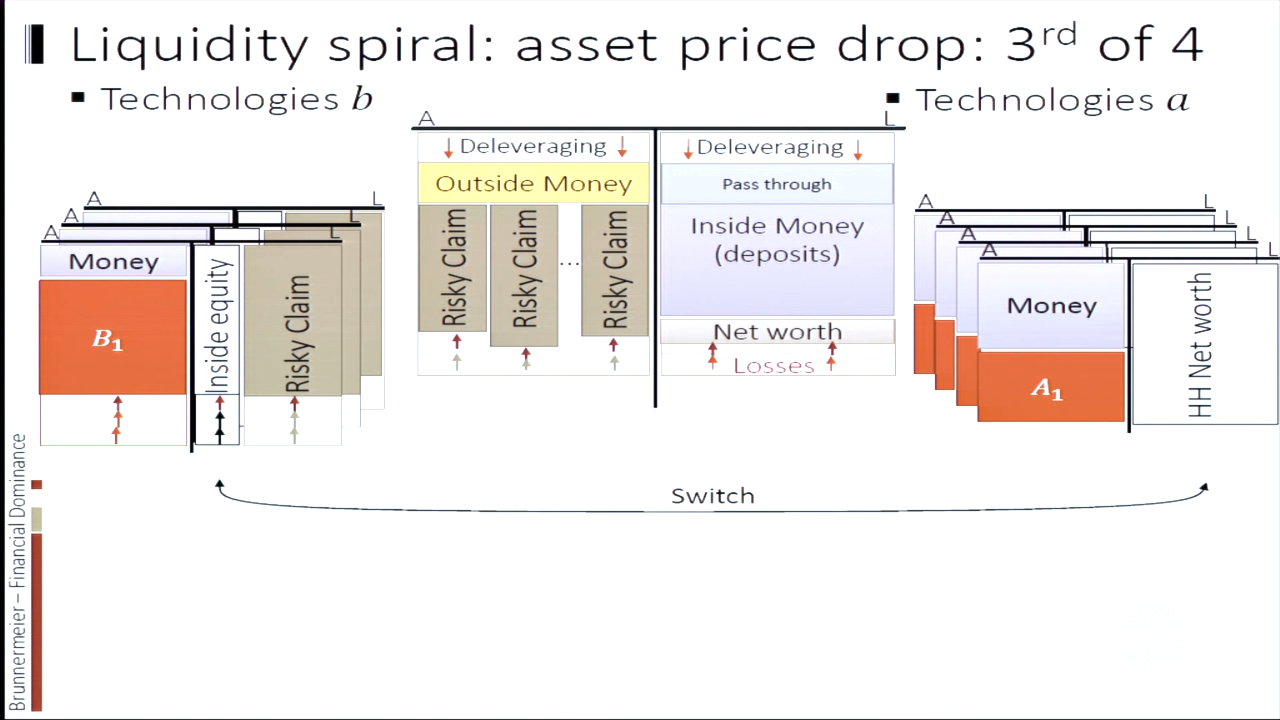 Liquidity spiral: asset price drop: 3rd of 4
Technologies b
Technologies a
A
L
Deleveraging
Deleveraging
Outside Money
Pass through
Risky Claim
Risky Claim
...
Risky Claim
Inside Money
(deposits)
Net worth
Losses
A
L
A
L
A
L
Money
B1
Inside equity
Risky Claim
A
L
A
L
A
L
A
L
Money
A1
HH Net worth
Switch
Brunnermeier – Financial Dominance